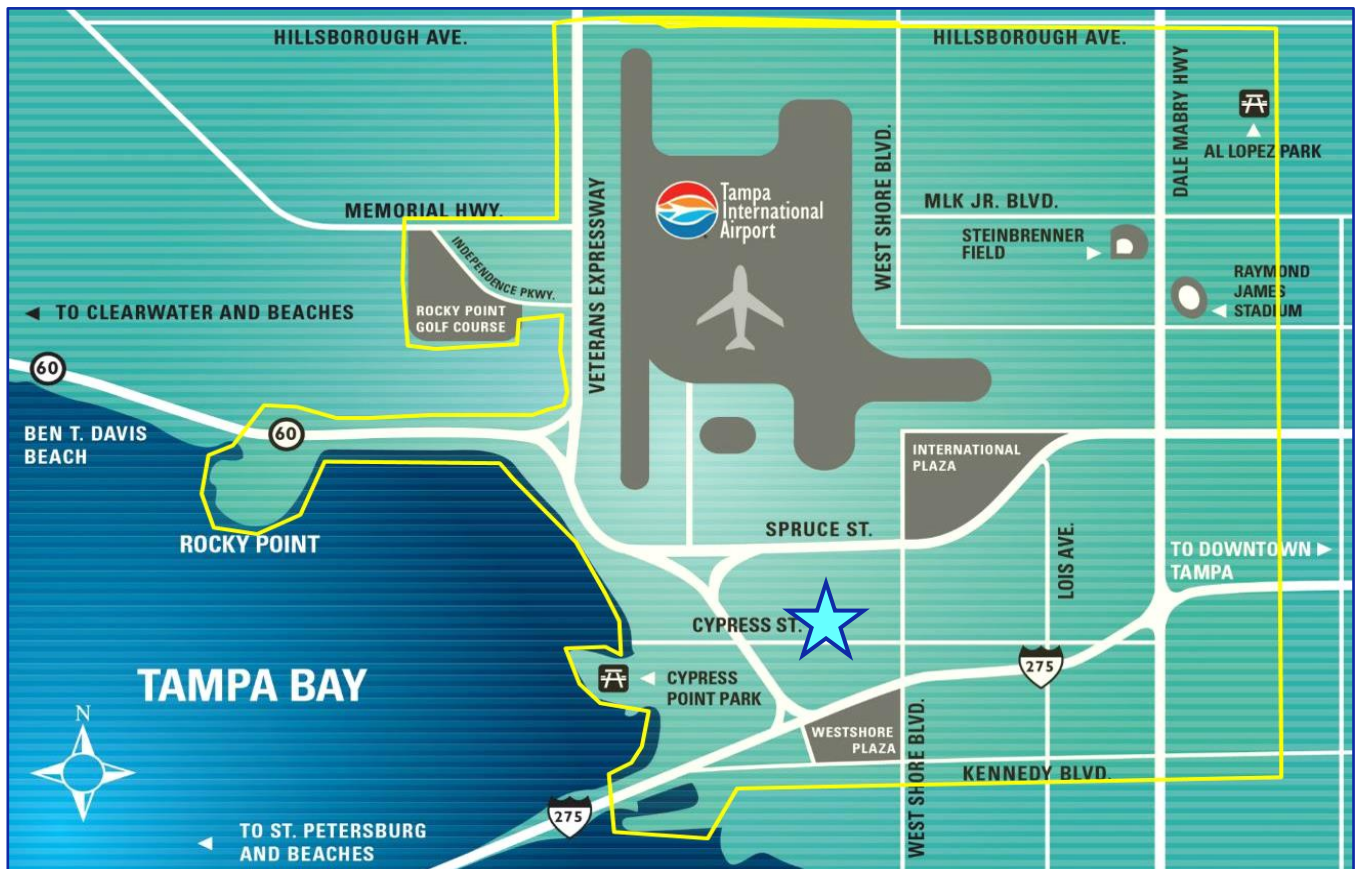 HILLSBOROUGH AVE.
HILLSBOROUGH AVE.
DALE MABRY HWY
AL LOPEZ PARK
WEST SHORE BLVD.
VETERANS EXPRESSWAY
Tampa
International
Airport
MEMORIAL HWY.
INDEPENDENCE PKWY.
MLK JR. BLVD.
STEINBRENNER
FIELD
RAYMOND
JAMES
STADIUM
TO CLEARWATER AND BEACHES
ROCKY POINT
GOLF COURSE
60
60
BEN T. DAVIS
BEACH
INTERNATIONAL
PLAZA
ROCKY POINT
SPRUCE ST.
LOIS AVE.
TO DOWNTOWN
TAMPA
CYPRESS ST.
275
TAMPA BAY
CYPRESS
POINT PARK
N
WESTSHORE
PLAZA
WEST SHORE BLVD.
KENNEDY BLVD.
275
TO ST. PETERSBURG
AND BEACHES